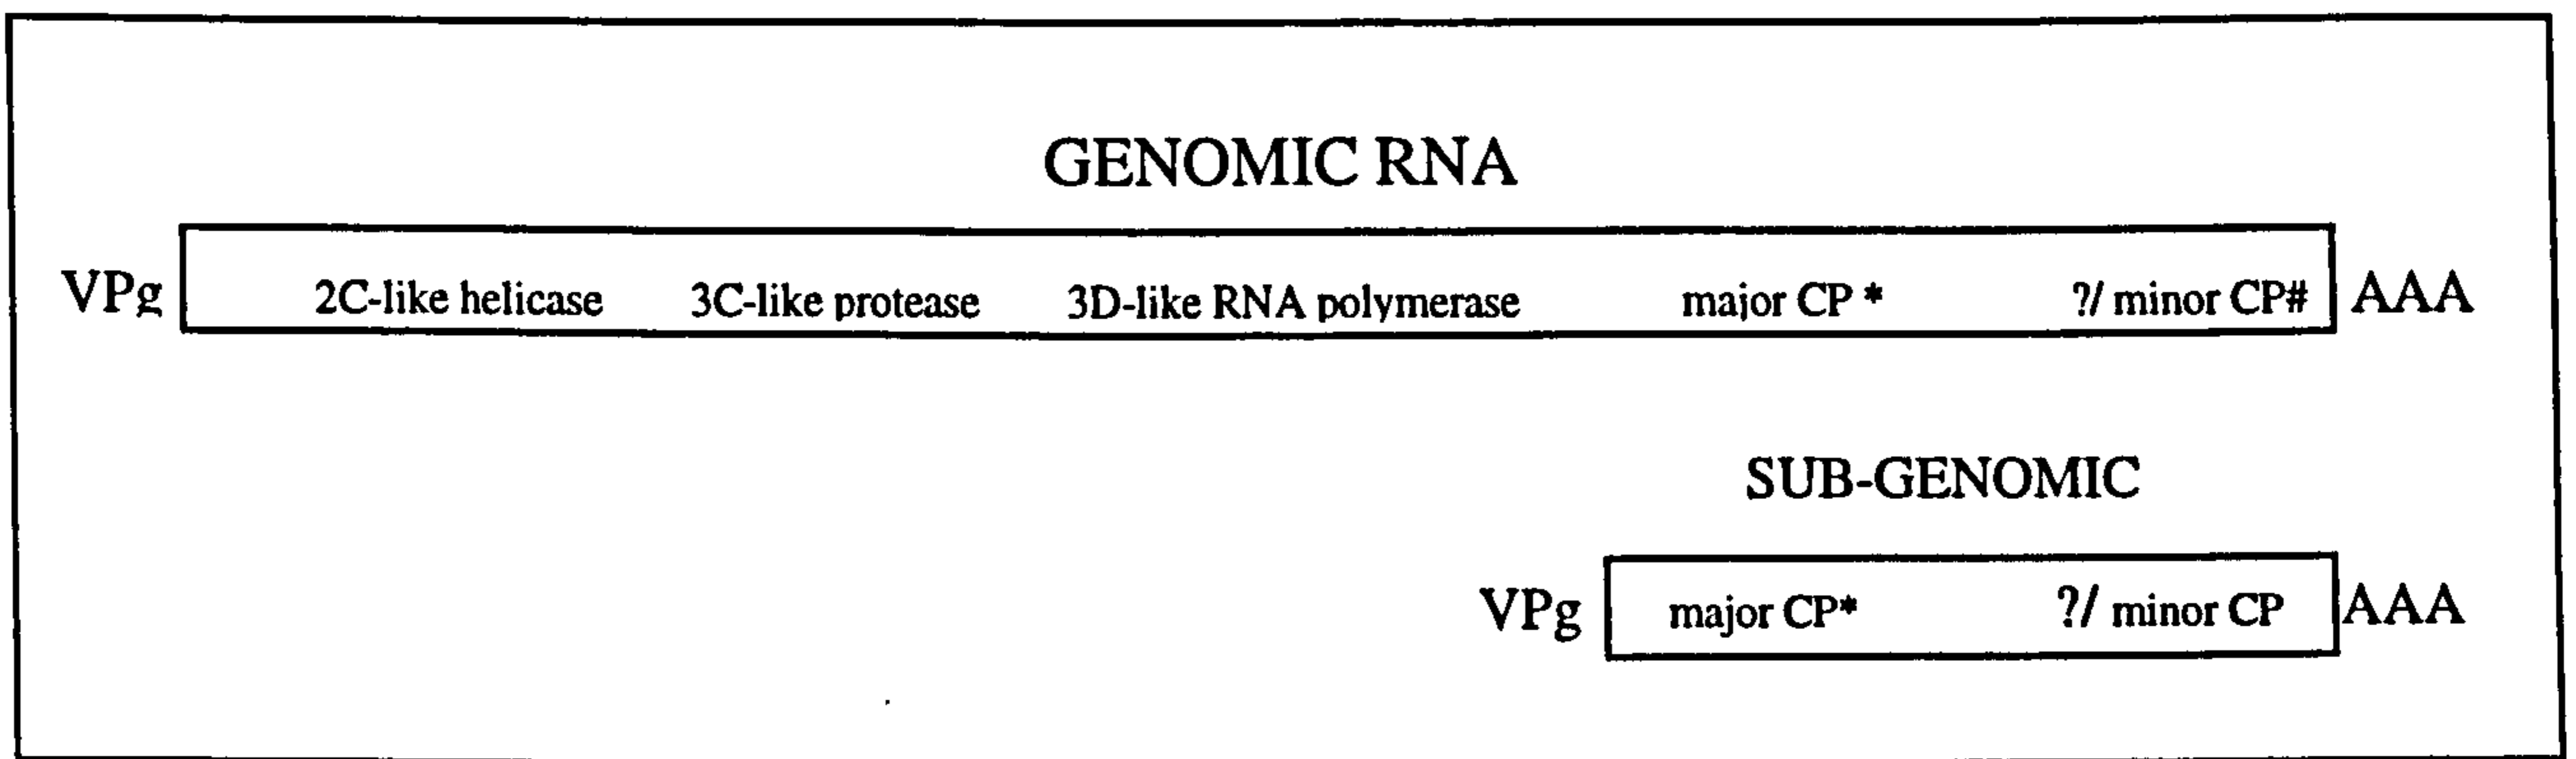 GENOMIC RNA
VPg 2C-like helicase 3C-like protease 3D-like RNA polymerase major CP * ?/ minor CP# AAA
SUB-GENOMIC
VPg major CP* ?/ minor CP AAA